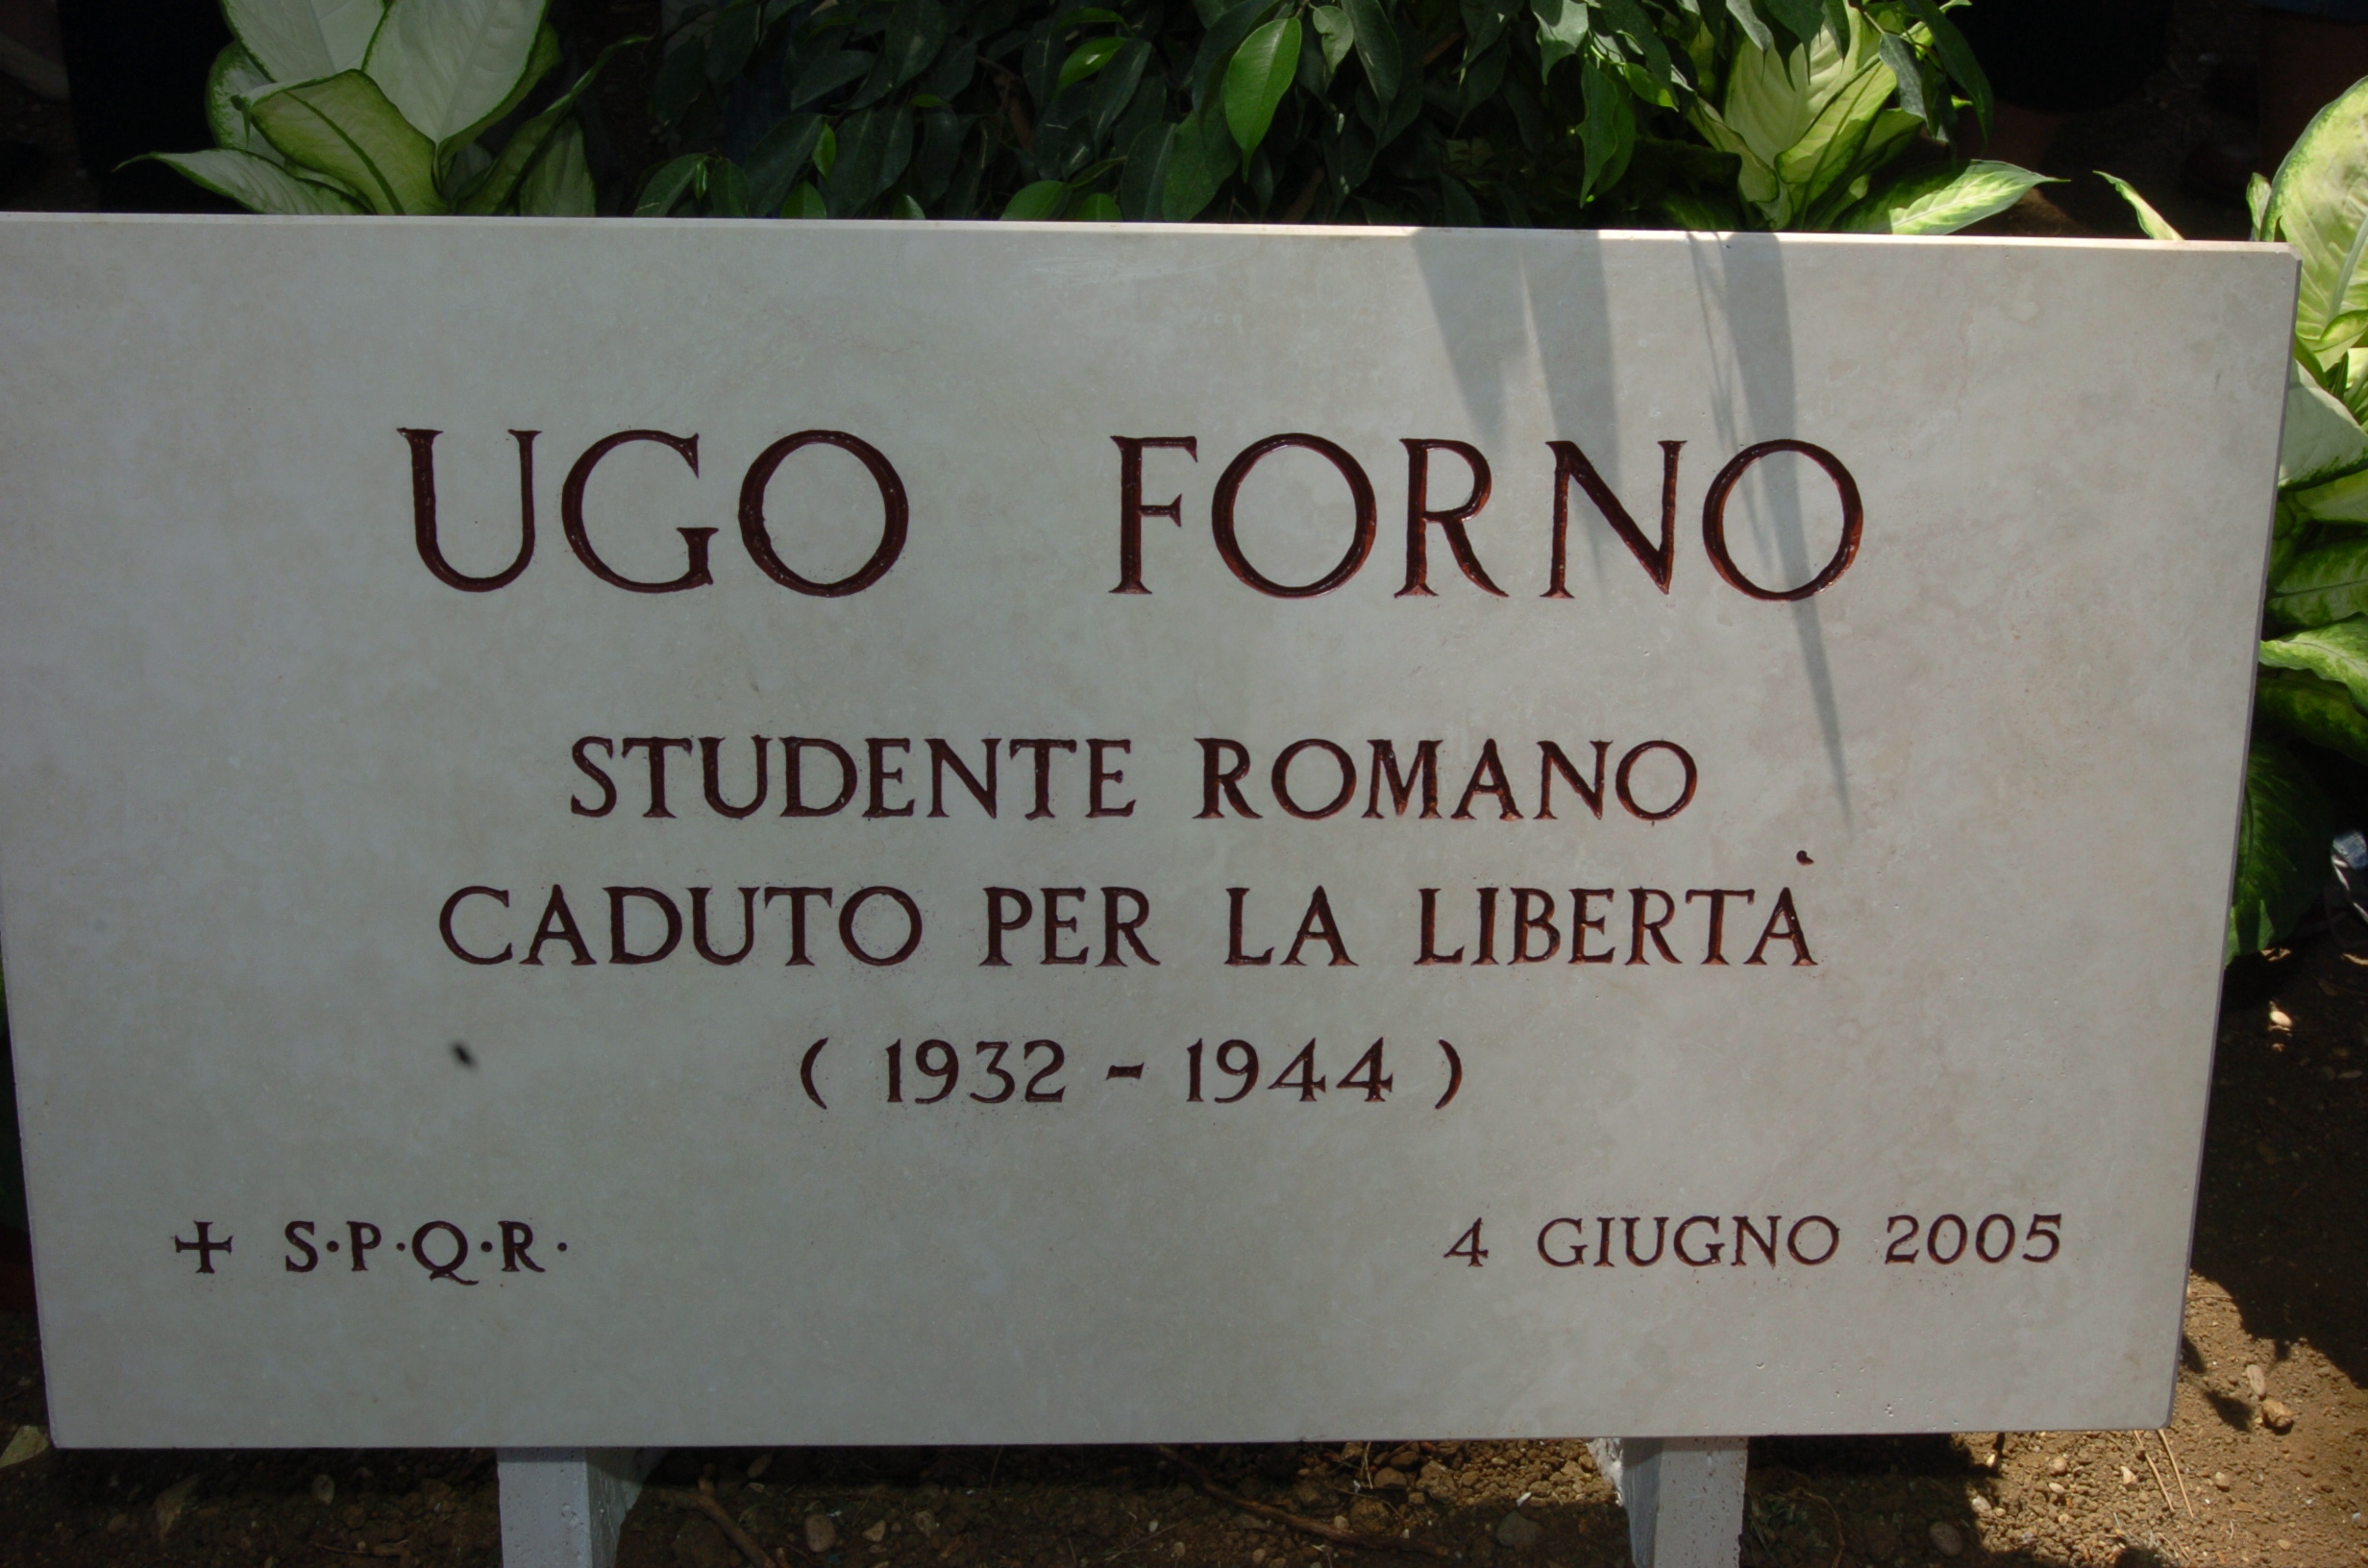 UGO FORNO
STUDENTE ROMANO
CADUTO PER LA LIBERTÀ
( 1932 - 1944 )
✠ S·P·Q·R· 4 GIUGNO 2005